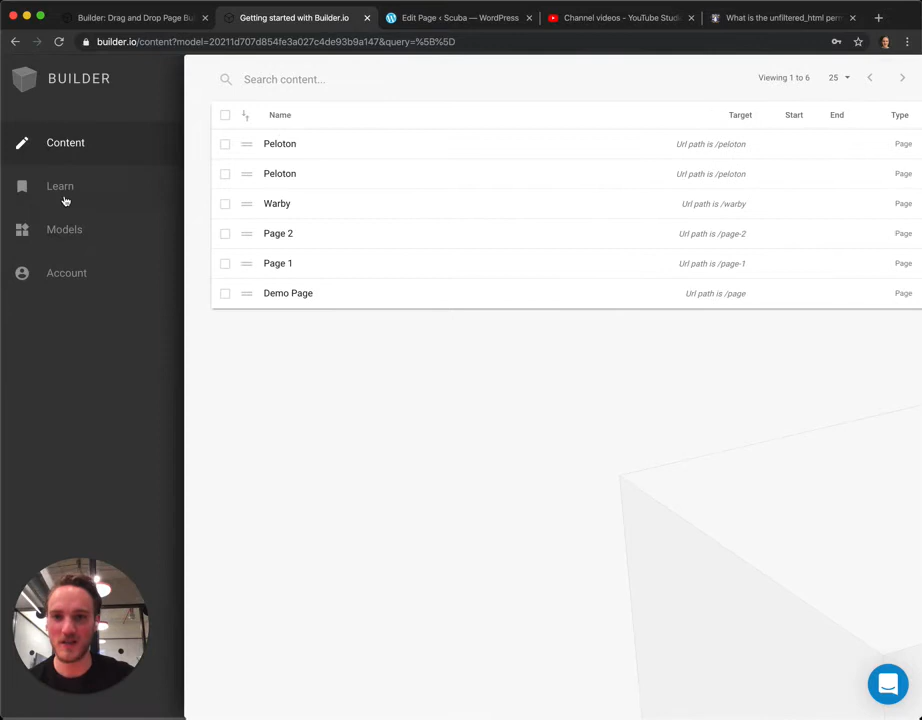 Builder: Drag and Drop Page Bui
Getting started with Builder.io
Edit Page ‹ Scuba — WordPress
Channel videos - YouTube Studi
What is the unfiltered_html perm
builder.io/content?model=20211d707d854fe3a027c4de93b9a147&query=%5B%5D
BUILDER
Search content...
Viewing 1 to 6
25
Name Target Start End Type
Content
Peloton Url path is /peloton Page
Learn
Peloton Url path is /peloton Page
Warby Url path is /warby Page
Models
Page 2 Url path is /page-2 Page
Page 1 Url path is /page-1 Page
Account
Demo Page Url path is /page Page